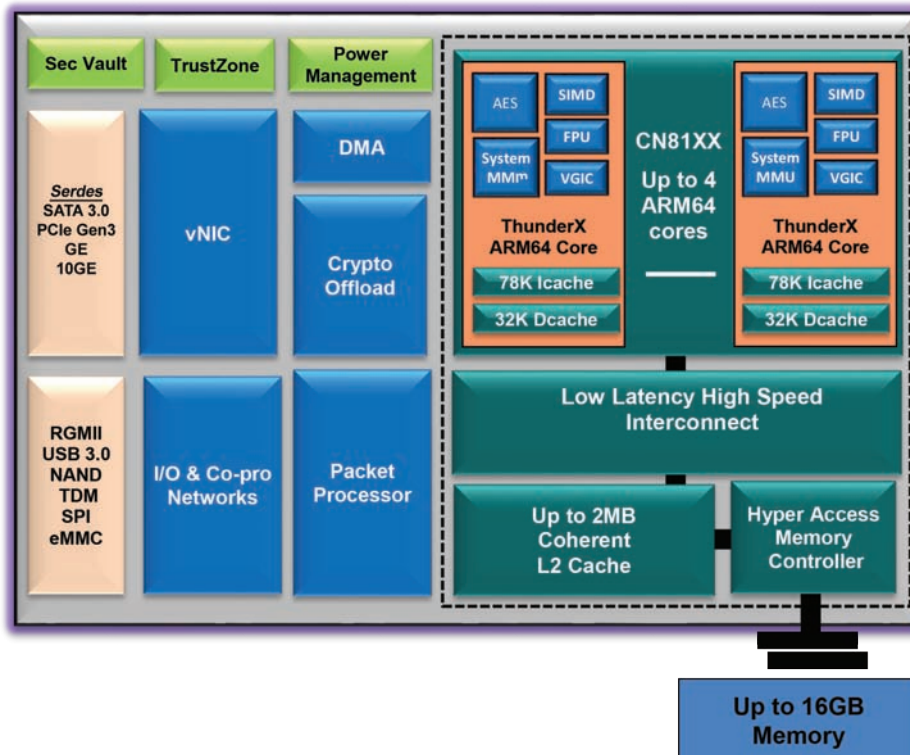 Sec Vault
TrustZone
Power
Management
Serdes
SATA 3.0
PCIe Gen3
GE
10GE
vNIC
DMA
Crypto
Offload
RGMII
USB 3.0
NAND
TDM
SPI
eMMC
I/O & Co-pro
Networks
Packet
Processor
AES
SIMD
FPU
System
MMm
VGIC
ThunderX
ARM64 Core
78K Icache
32K Dcache
CN81XX
Up to 4
ARM64
cores
AES
SIMD
FPU
System
MMU
VGIC
ThunderX
ARM64 Core
78K Icache
32K Dcache
Low Latency High Speed
Interconnect
Up to 2MB
Coherent
L2 Cache
Hyper Access
Memory
Controller
Up to 16GB
Memory